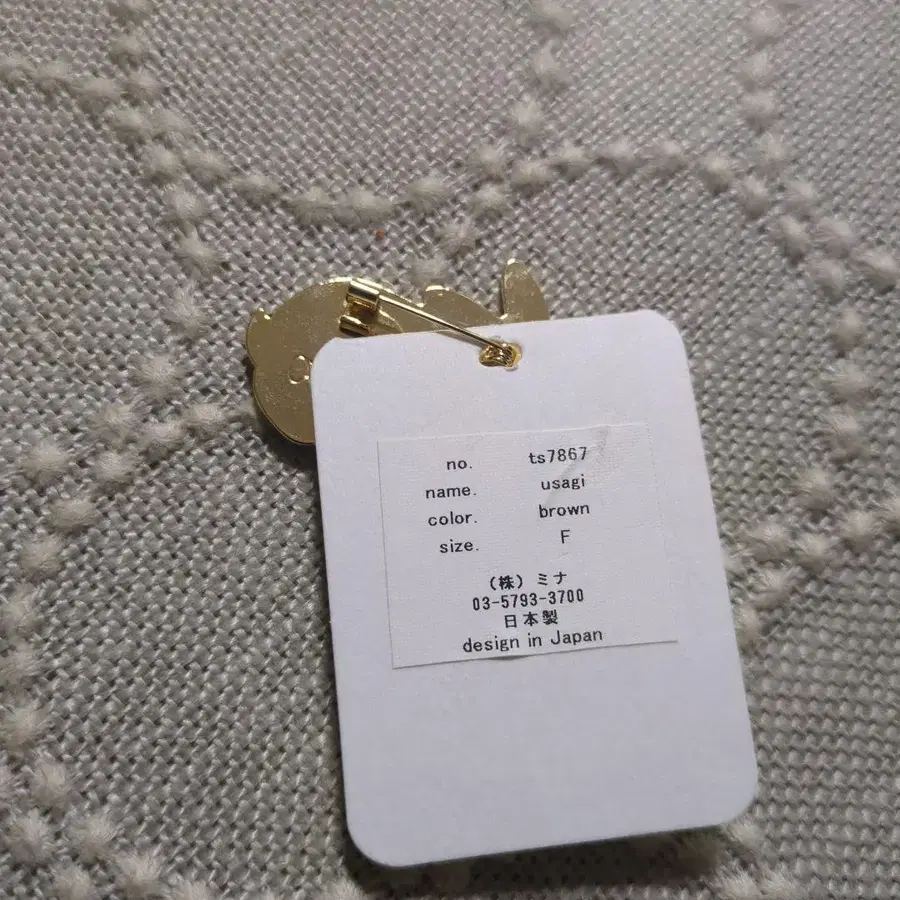 no. ts7867
name. usagi
color. brown
size. F
(株) ミナ
03-5793-3700
日本製
design in Japan